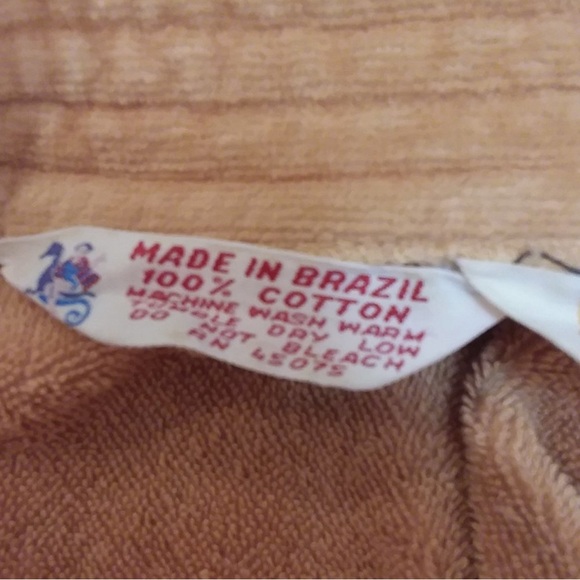 MADE IN BRAZIL
100% COTTON
MACHINE WASH WARM
TUMBLE DRY LOW
DO NOT BLEACH
RN 45075